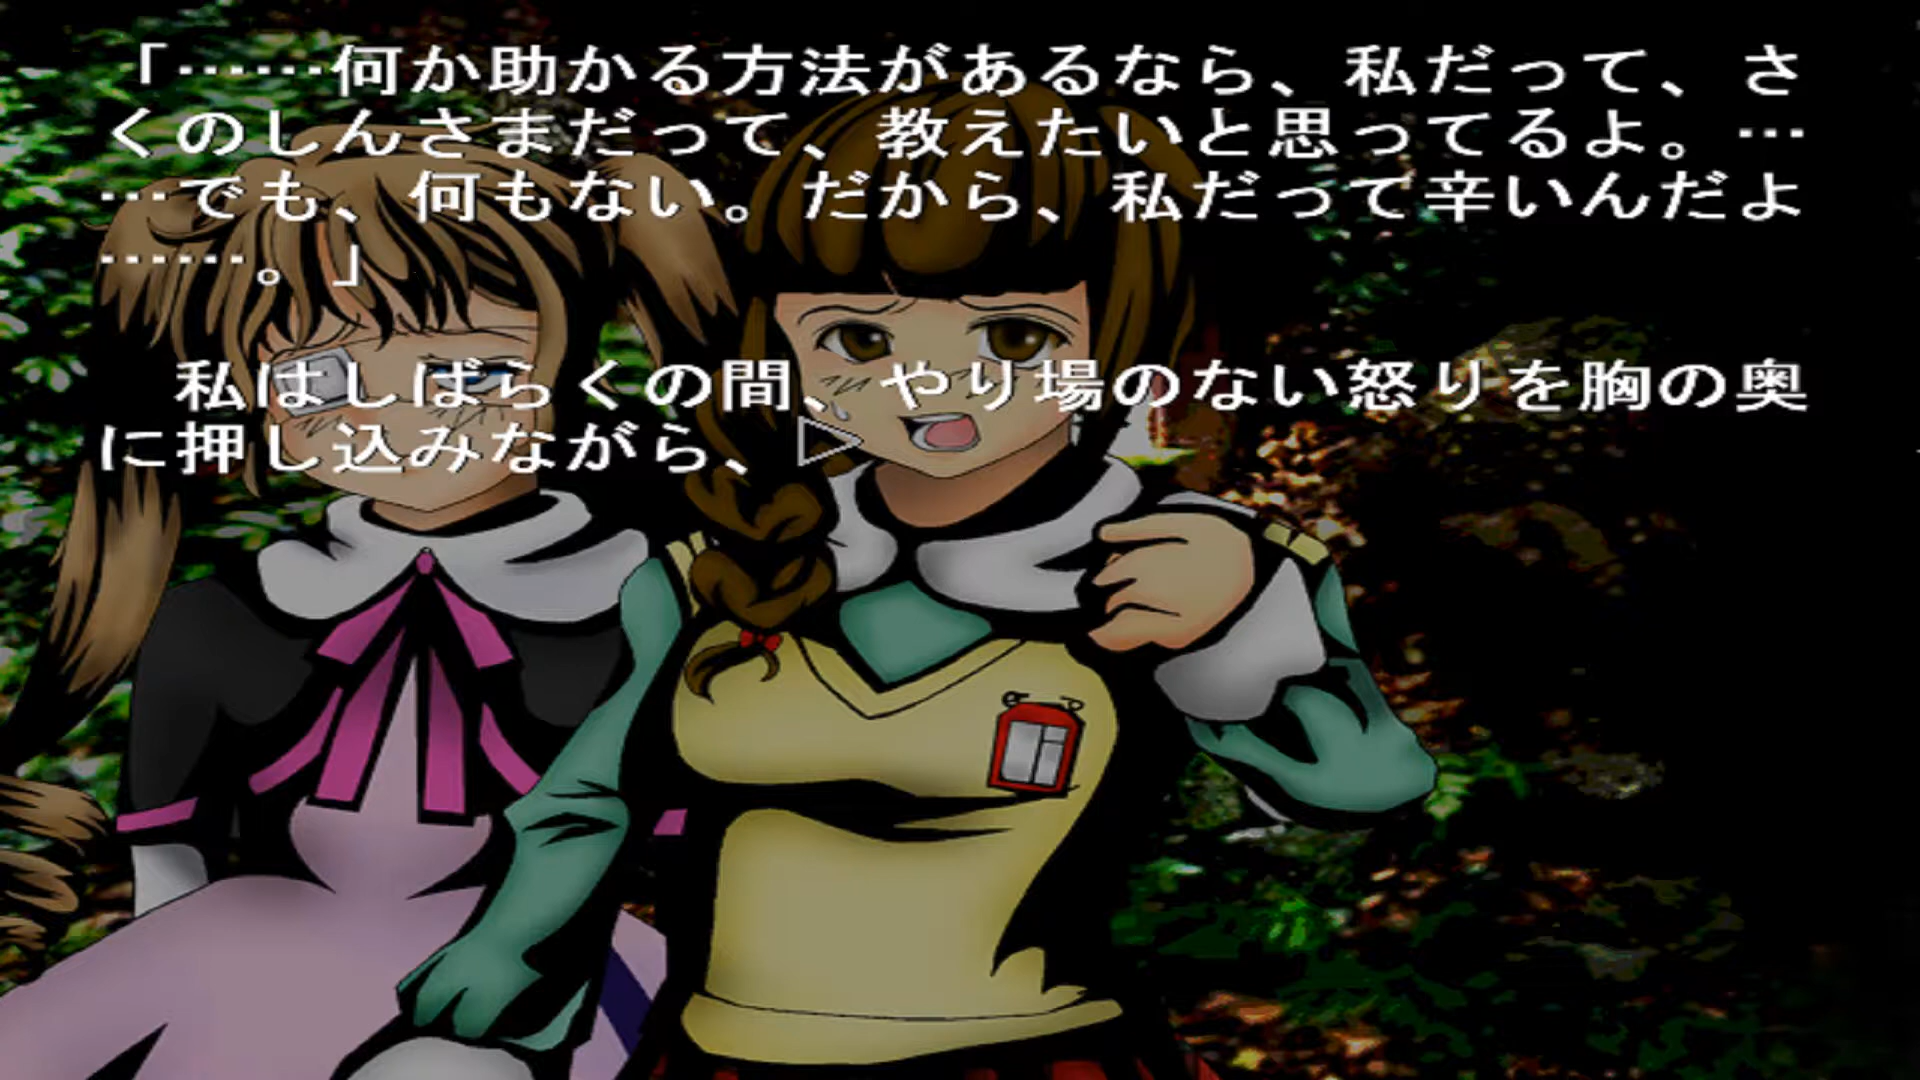 「……何か助かる方法があるなら、私だって、さ
くのしんさまだって、教えたいと思ってるよ。…
…でも、何もない。だから、私だって辛いんだよ
……。」
私はしばらくの間、やり場のない怒りを胸の奥
に押し込みながら、